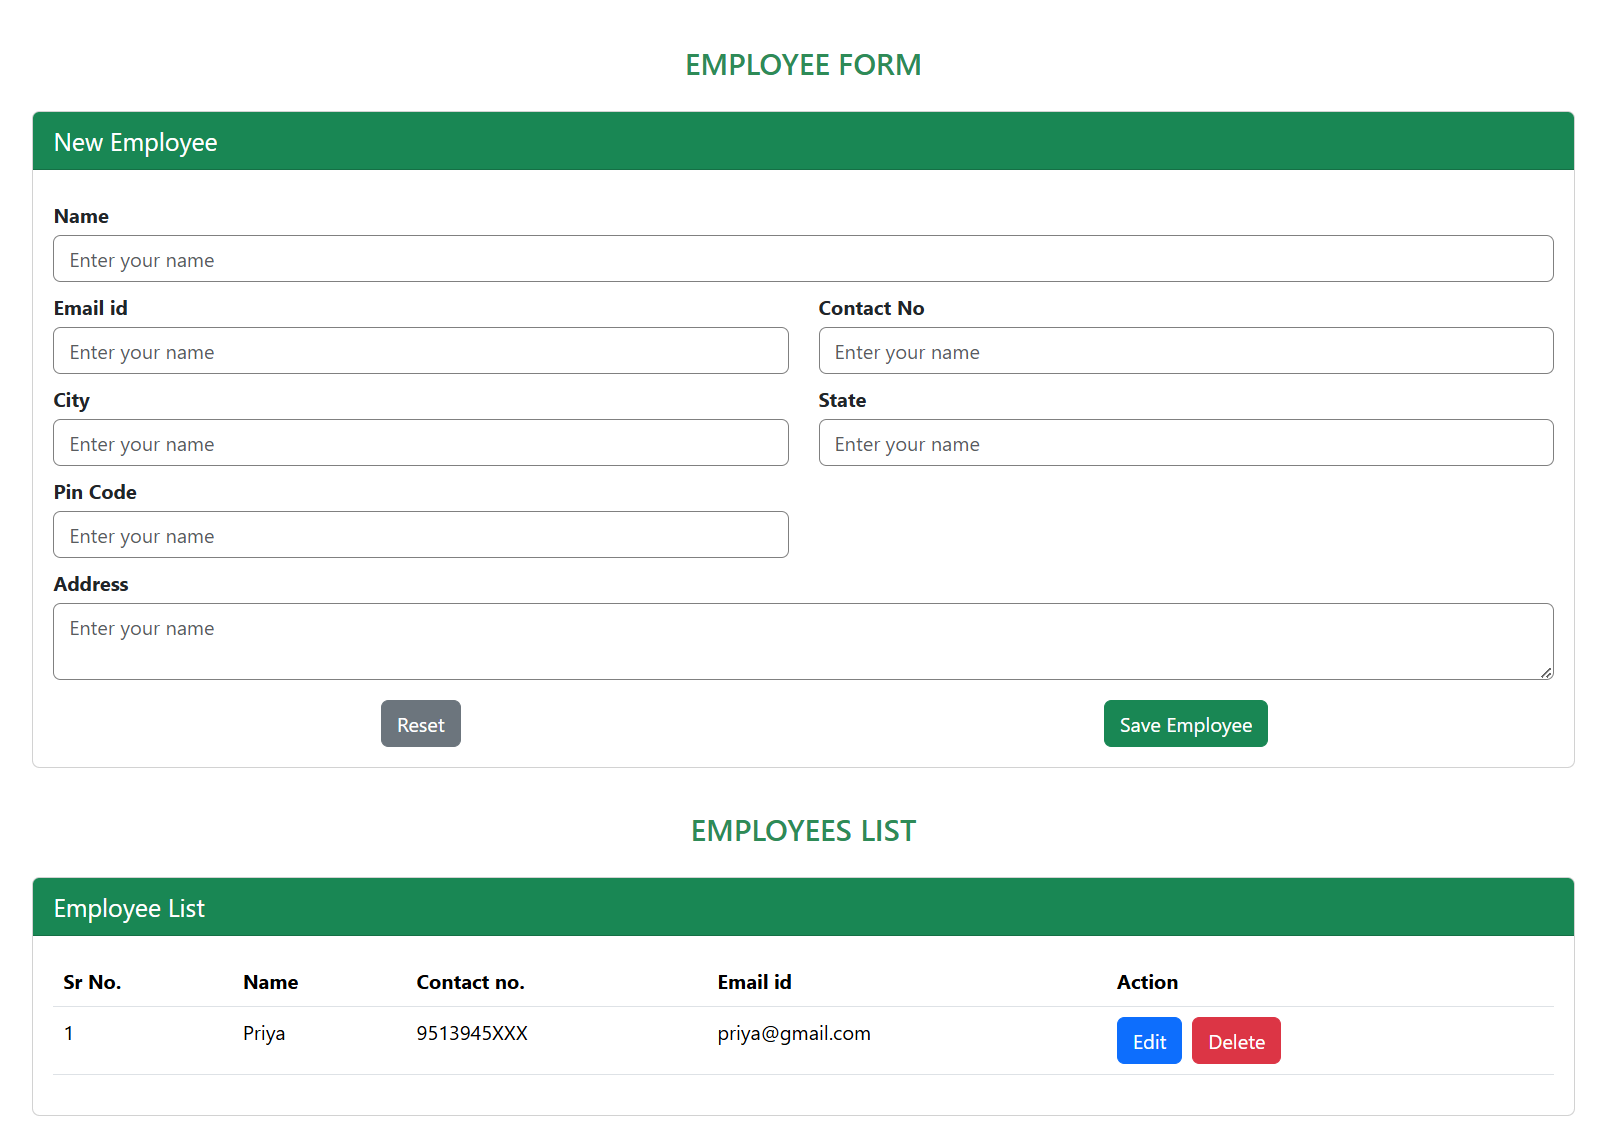 EMPLOYEE FORM
New Employee
Name
Enter your name
Email id Contact No
Enter your name Enter your name
City State
Enter your name Enter your name
Pin Code
Enter your name
Address
Enter your name
Reset Save Employee
EMPLOYEES LIST
Employee List
Sr No. Name Contact no. Email id Action
1 Priya 9513945XXX priya@gmail.com Edit Delete